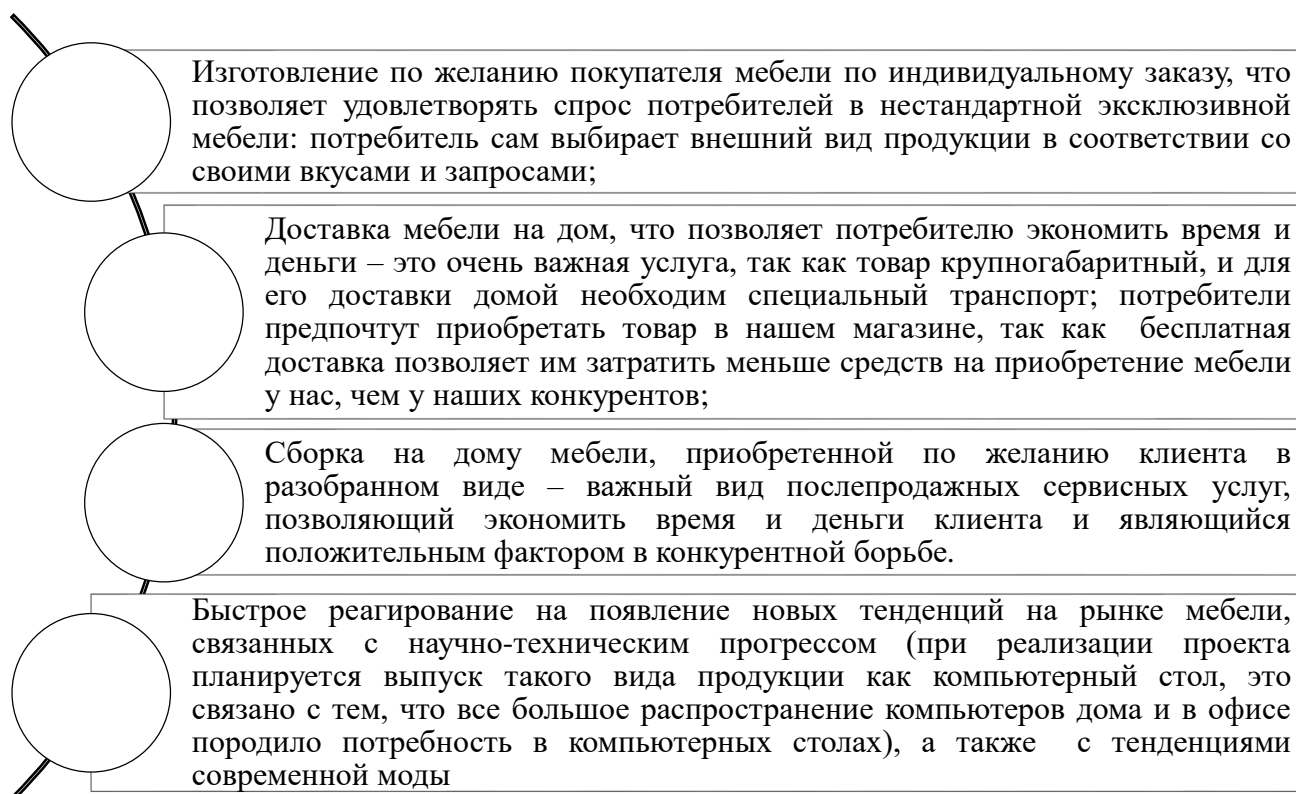 Изготовление по желанию покупателя мебели по индивидуальному заказу, что
позволяет удовлетворять спрос потребителей в нестандартной эксклюзивной
мебели: потребитель сам выбирает внешний вид продукции в соответствии со
своими вкусами и запросами;
Доставка мебели на дом, что позволяет потребителю экономить время и
деньги – это очень важная услуга, так как товар крупногабаритный, и для
его доставки домой необходим специальный транспорт; потребители
предпочтут приобретать товар в нашем магазине, так как бесплатная
доставка позволяет им затратить меньше средств на приобретение мебели
у нас, чем у наших конкурентов;
Сборка на дому мебели, приобретенной по желанию клиента в
разобранном виде – важный вид послепродажных сервисных услуг,
позволяющий экономить время и деньги клиента и являющийся
положительным фактором в конкурентной борьбе.
Быстрое реагирование на появление новых тенденций на рынке мебели,
связанных с научно-техническим прогрессом (при реализации проекта
планируется выпуск такого вида продукции как компьютерный стол, это
связано с тем, что все большое распространение компьютеров дома и в офисе
породило потребность в компьютерных столах), а также с тенденциями
современной моды